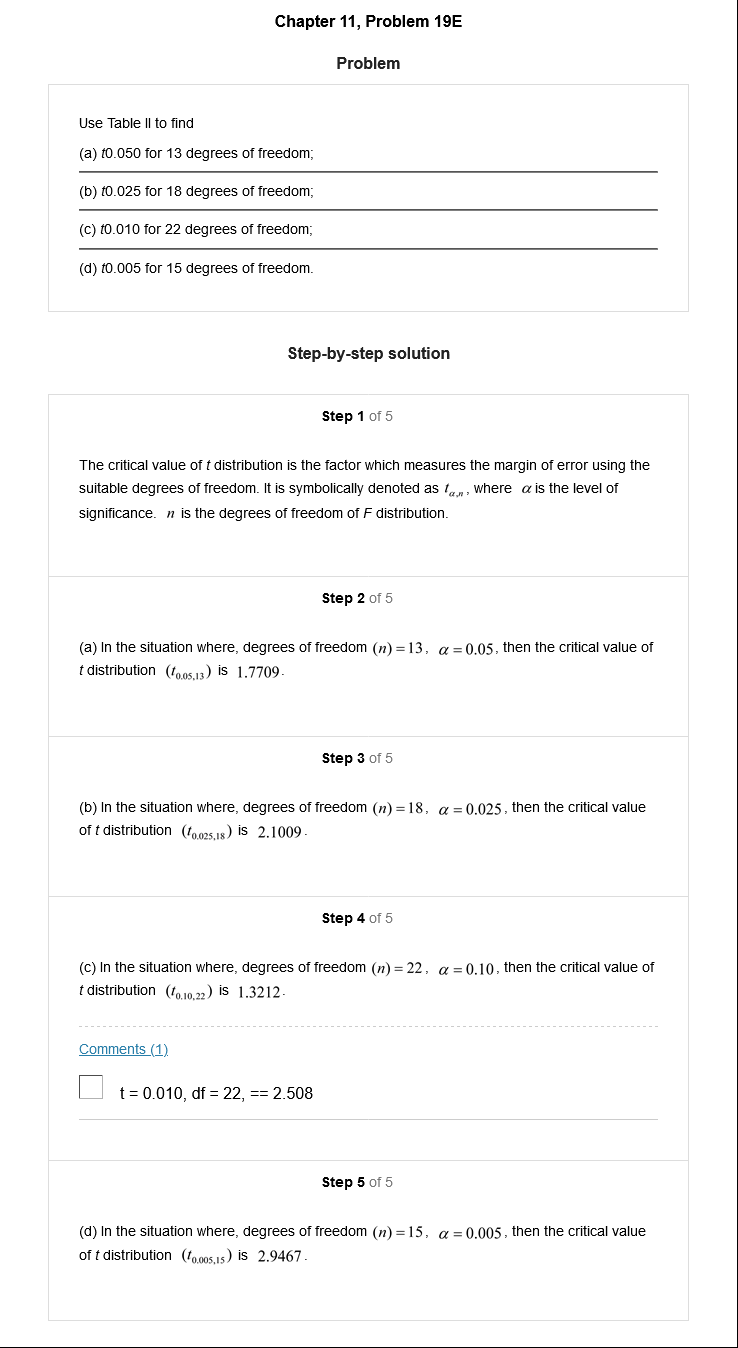 Chapter 11, Problem 19E
Problem
Use Table II to find
(a) t0.050 for 13 degrees of freedom;
(b) t0.025 for 18 degrees of freedom;
(c) t0.010 for 22 degrees of freedom;
(d) t0.005 for 15 degrees of freedom.
Step-by-step solution
Step 1 of 5
The critical value of t distribution is the factor which measures the margin of error using the
suitable degrees of freedom. It is symbolically denoted as t_{α,n}, where α is the level of
significance. n is the degrees of freedom of F distribution.
Step 2 of 5
(a) In the situation where, degrees of freedom (n) = 13, α = 0.05, then the critical value of
t distribution (t_{0.05,13}) is 1.7709.
Step 3 of 5
(b) In the situation where, degrees of freedom (n) = 18, α = 0.025, then the critical value
of t distribution (t_{0.025,18}) is 2.1009.
Step 4 of 5
(c) In the situation where, degrees of freedom (n) = 22, α = 0.10, then the critical value of
t distribution (t_{0.10,22}) is 1.3212.
Comments (1)
t = 0.010, df = 22, == 2.508
Step 5 of 5
(d) In the situation where, degrees of freedom (n) = 15, α = 0.005, then the critical value
of t distribution (t_{0.005,15}) is 2.9467.